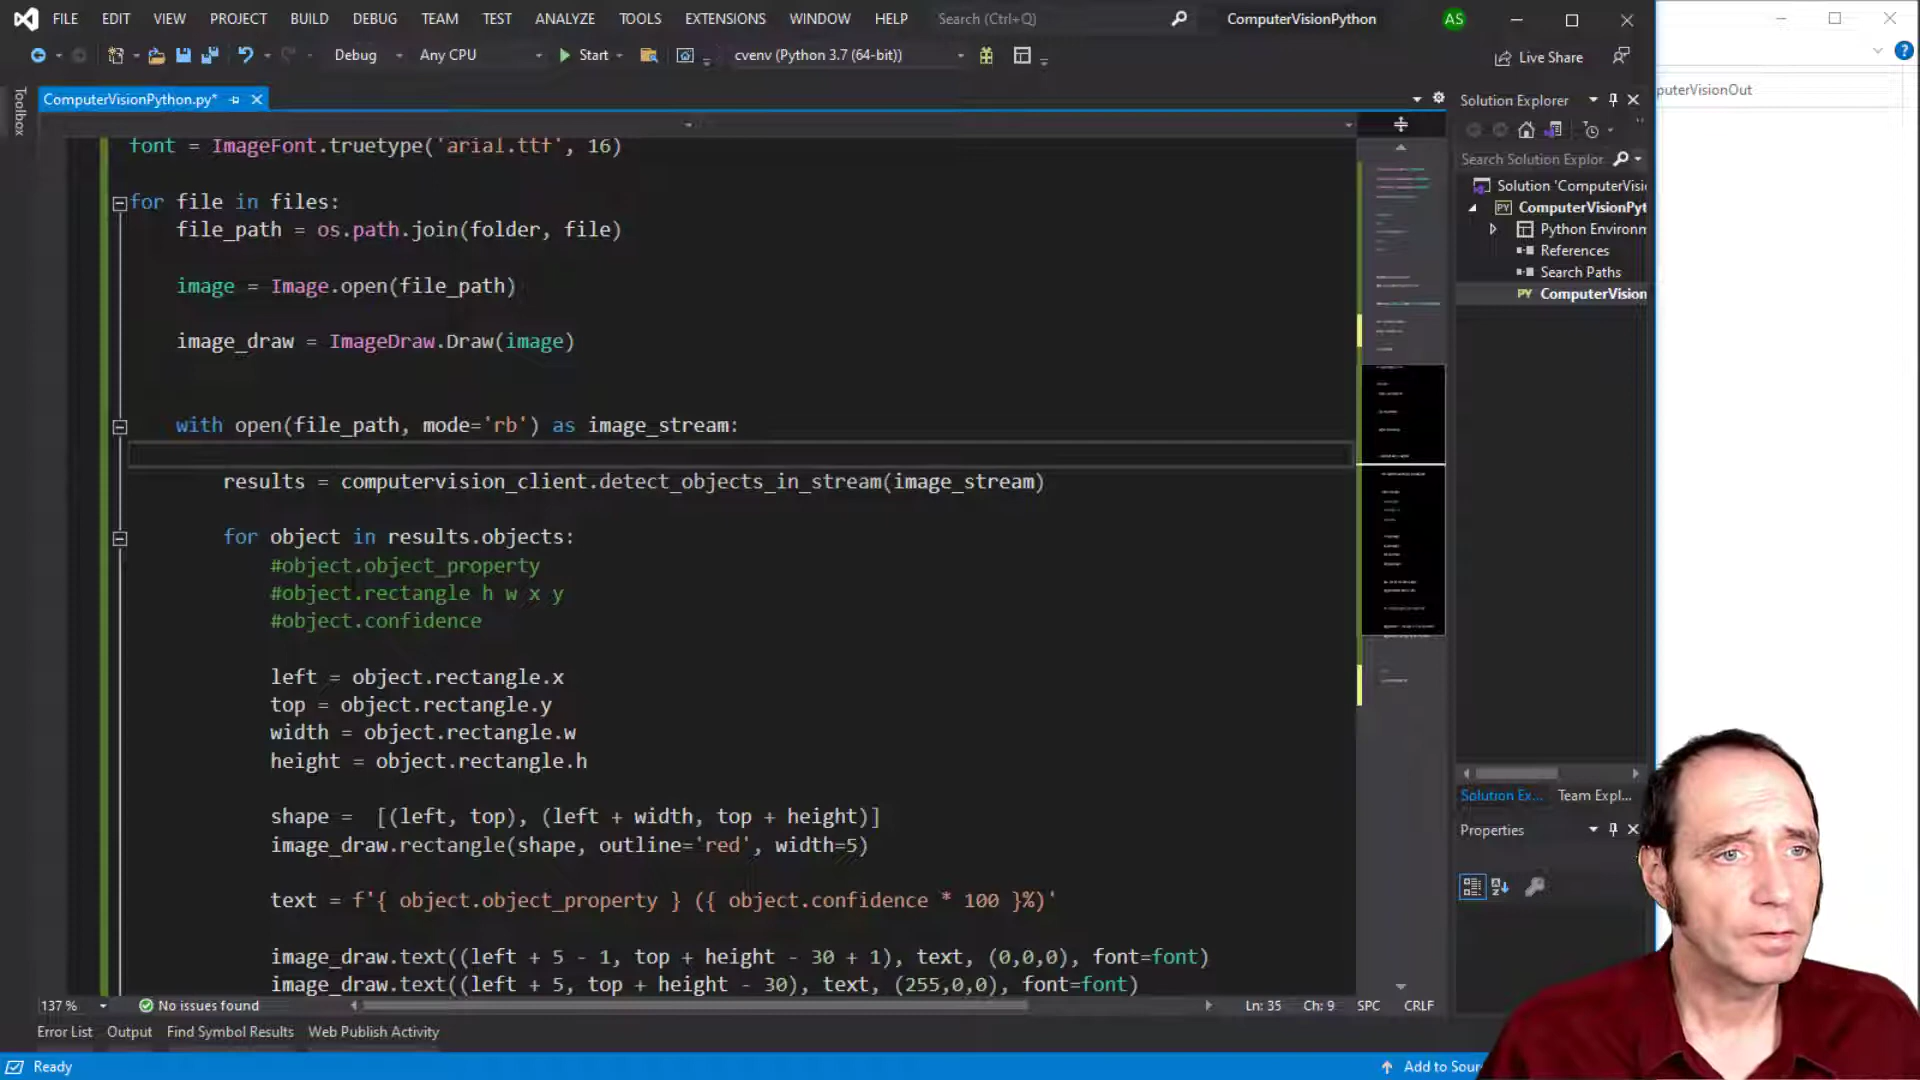 FILE EDIT VIEW PROJECT BUILD DEBUG TEAM TEST ANALYZE TOOLS EXTENSIONS WINDOW HELP Search (Ctrl+Q) ComputerVisionPython AS
Debug Any CPU Start cvenv (Python 3.7 (64-bit)) Live Share
Toolbox
ComputerVisionPython.py*
Solution Explorer
puterVisionOut
font = ImageFont.truetype('arial.ttf', 16)
for file in files:
file_path = os.path.join(folder, file)
image = Image.open(file_path)
image_draw = ImageDraw.Draw(image)
with open(file_path, mode='rb') as image_stream:
results = computervision_client.detect_objects_in_stream(image_stream)
for object in results.objects:
#object.object_property
#object.rectangle h w x y
#object.confidence
left = object.rectangle.x
top = object.rectangle.y
width = object.rectangle.w
height = object.rectangle.h
shape =  [(left, top), (left + width, top + height)]
image_draw.rectangle(shape, outline='red', width=5)
text = f'{ object.object_property } ({ object.confidence * 100 }%)'
image_draw.text((left + 5 - 1, top + height - 30 + 1), text, (0,0,0), font=font)
image_draw.text((left + 5, top + height - 30), text, (255,0,0), font=font)
Search Solution Explor
Solution 'ComputerVisi
PY ComputerVisionPyt
Python Environm
References
Search Paths
PY ComputerVision
Solution Ex... Team Expl...
Properties
137 % No issues found Ln: 35 Ch: 9 SPC CRLF
Error List Output Find Symbol Results Web Publish Activity
Ready Add to Sour